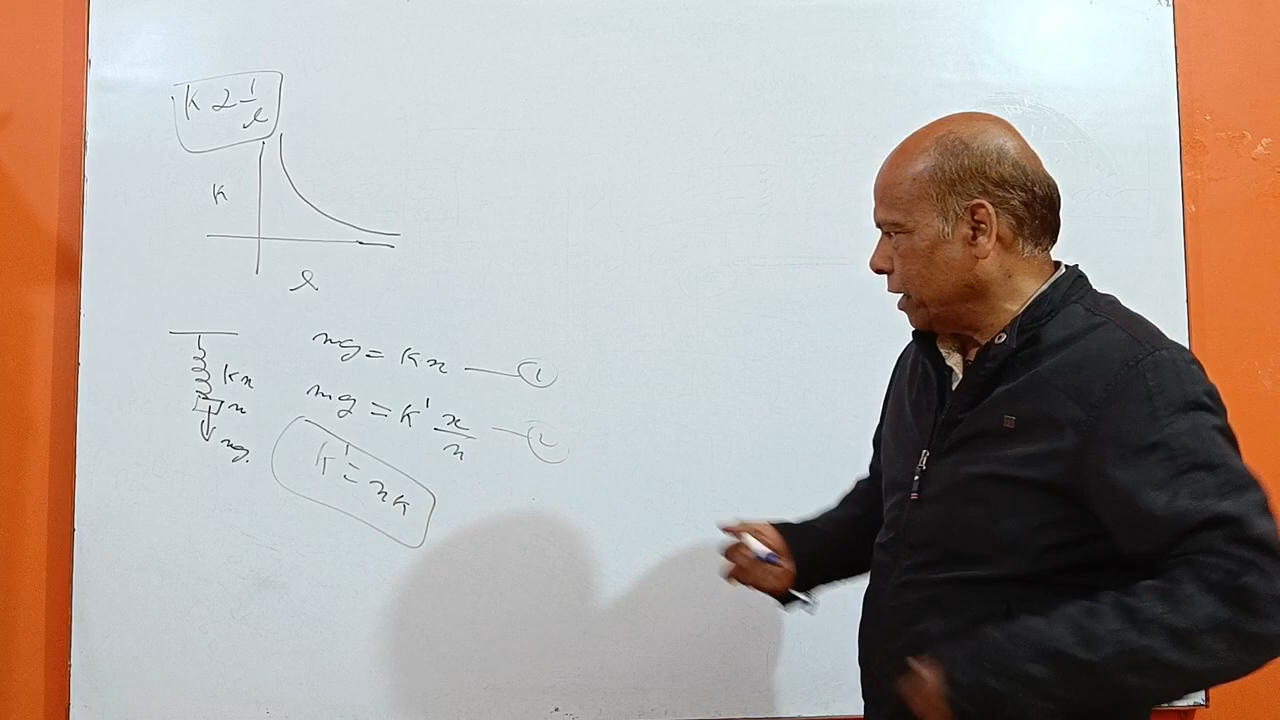 K ∝ 1/l
K
l
mg = Kx — ①
Kx
x
mg = K' x/n — ②
mg.
K' = nK